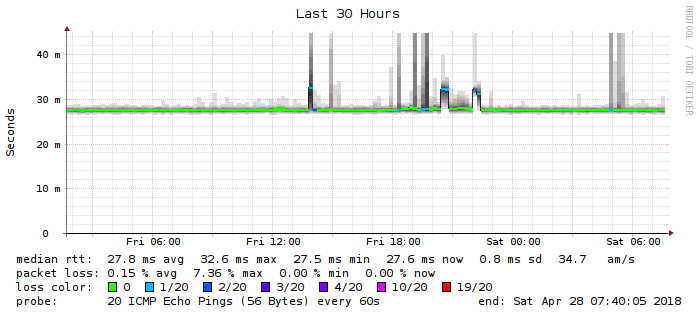 Last 30 Hours
RRDTOOL / TOBI OETIKER
Seconds
40 m
30 m
20 m
10 m
0
Fri 06:00 Fri 12:00 Fri 18:00 Sat 00:00 Sat 06:00
median rtt: 27.8 ms avg 32.6 ms max 27.5 ms min 27.6 ms now 0.8 ms sd 34.7 am/s
packet loss: 0.15 % avg 7.36 % max 0.00 % min 0.00 % now
loss color: 0 1/20 2/20 3/20 4/20 10/20 19/20
probe: 20 ICMP Echo Pings (56 Bytes) every 60s end: Sat Apr 28 07:40:05 2018